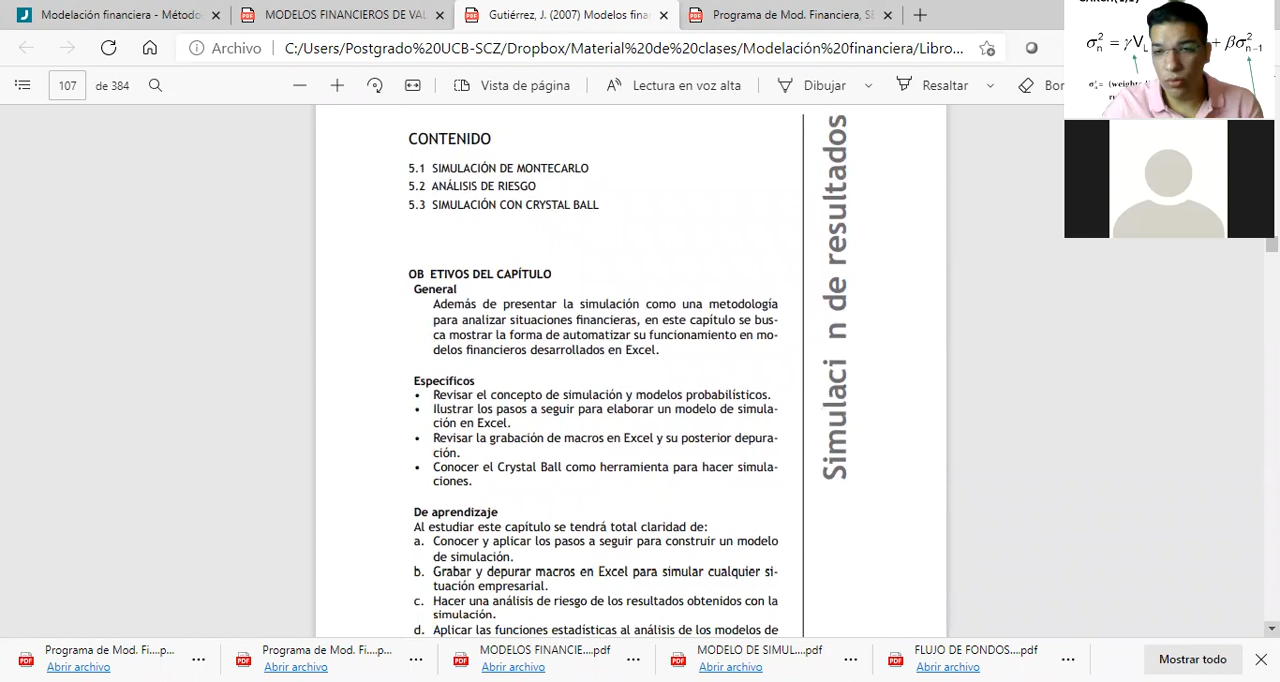 Modelación financiera - Métod
MODELOS FINANCIEROS DE VAL
Gutiérrez, J. (2007) Modelos fina
Programa de Mod. Financiera, SE
Archivo
C:/Users/Postgrado%20UCB-SCZ/Dropbox/Material%20de%20clases/Modelación%20financiera/Libro...
107
de 384
Vista de página
Lectura en voz alta
Dibujar
Resaltar
Bor
σ²n = γV_L
+ βσ²n−1
(weight
CONTENIDO
5.1 SIMULACIÓN DE MONTECARLO
5.2 ANÁLISIS DE RIESGO
5.3 SIMULACIÓN CON CRYSTAL BALL
Simulaci n de resultados
OB ETIVOS DEL CAPÍTULO
General
Además de presentar la simulación como una metodología
para analizar situaciones financieras, en este capítulo se bus-
ca mostrar la forma de automatizar su funcionamiento en mo-
delos financieros desarrollados en Excel.
Específicos
• Revisar el concepto de simulación y modelos probabilísticos.
• Ilustrar los pasos a seguir para elaborar un modelo de simula-
ción en Excel.
• Revisar la grabación de macros en Excel y su posterior depura-
ción.
• Conocer el Crystal Ball como herramienta para hacer simula-
ciones.
De aprendizaje
Al estudiar este capítulo se tendrá total claridad de:
a. Conocer y aplicar los pasos a seguir para construir un modelo
de simulación.
b. Grabar y depurar macros en Excel para simular cualquier si-
tuación empresarial.
c. Hacer una análisis de riesgo de los resultados obtenidos con la
simulación.
d. Aplicar las funciones estadísticas al análisis de los modelos de
Programa de Mod. Fi....p...
Abrir archivo
Programa de Mod. Fi....p...
Abrir archivo
MODELOS FINANCIE....pdf
Abrir archivo
MODELO DE SIMUL....pdf
Abrir archivo
FLUJO DE FONDOS....pdf
Abrir archivo
Mostrar todo